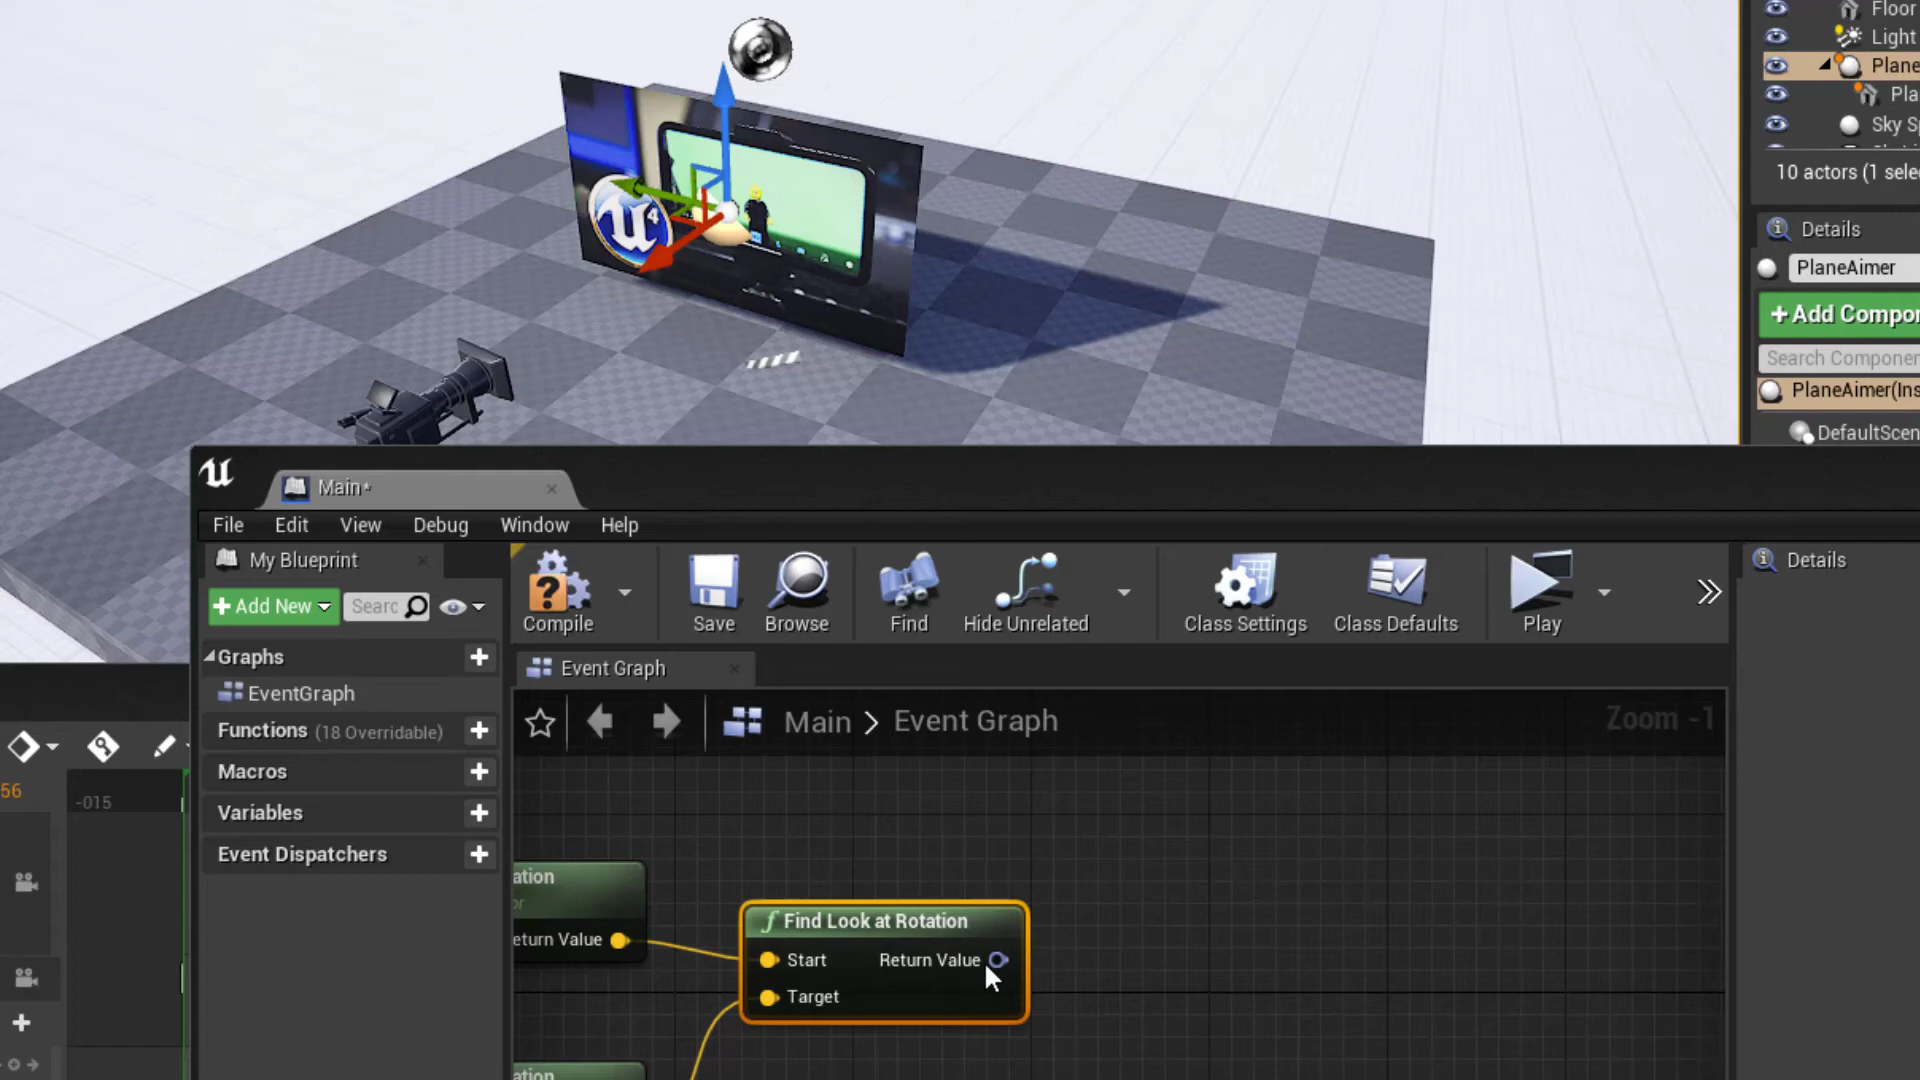 Floor
Light
Plane
Pla
Sky S
10 actors (1 sele
Details
PlaneAimer
+ Add Compo
Search Componen
PlaneAimer(Ins
DefaultScen
Main*
File Edit View Debug Window Help
My Blueprint
+ Add New
Searc
Graphs
EventGraph
Functions (18 Overridable)
Macros
Variables
Event Dispatchers
Compile
Save
Browse
Find
Hide Unrelated
Class Settings
Class Defaults
Play
Details
Event Graph
Main > Event Graph
Zoom -1
56
-015
ation
or
eturn Value
f Find Look at Rotation
Start
Return Value
Target
ation